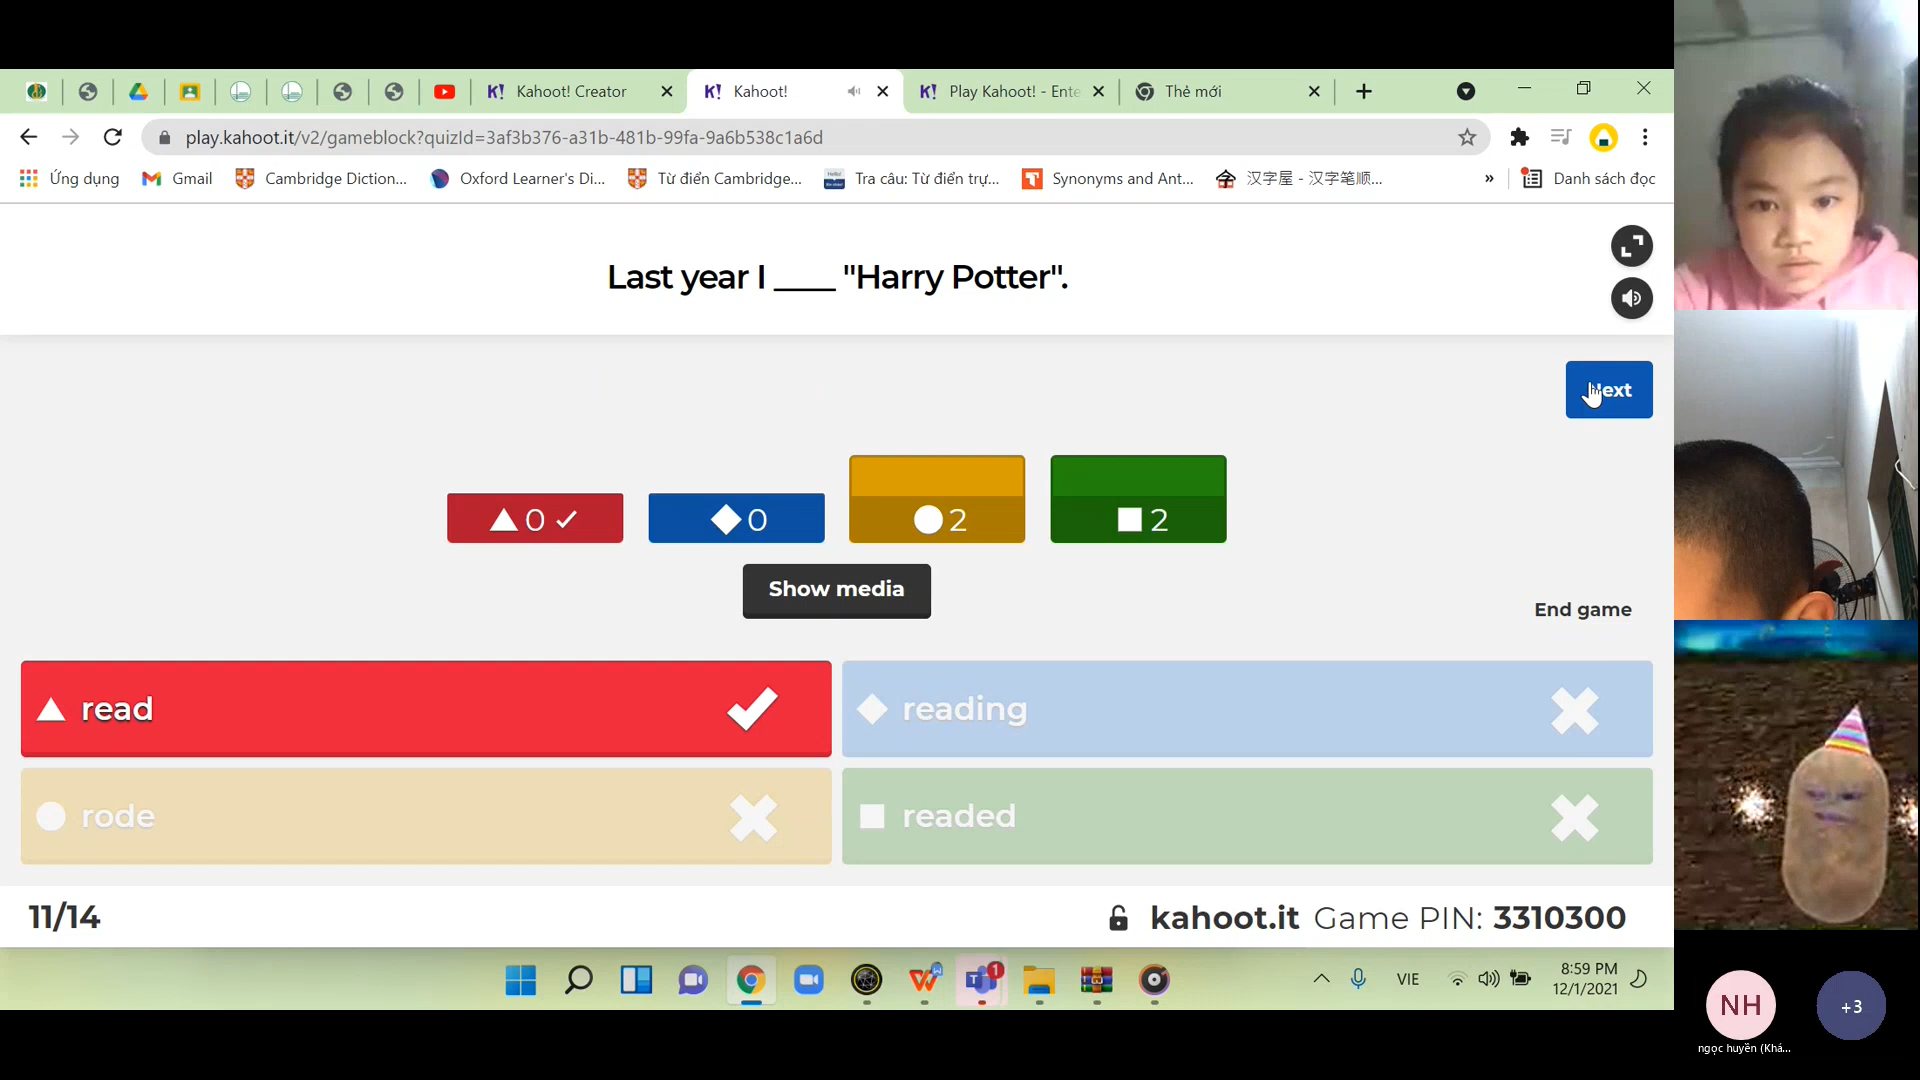 Kahoot! Creator
Kahoot!
Play Kahoot! - Ente
Thẻ mới
play.kahoot.it/v2/gameblock?quizId=3af3b376-a31b-481b-99fa-9a6b538c1a6d
Ứng dụng
Gmail
Cambridge Diction...
Oxford Learner's Di...
Từ điển Cambridge...
Tra câu: Từ điển trự...
Synonyms and Ant...
汉字屋 - 汉字笔顺...
»
Danh sách đọc
Last year I ____ "Harry Potter".
Next
0
0
2
2
Show media
End game
read
reading
rode
readed
11/14
kahoot.it Game PIN: 3310300
1
VIE
8:59 PM
12/1/2021
NH
+3
ngọc huyền (Khá...